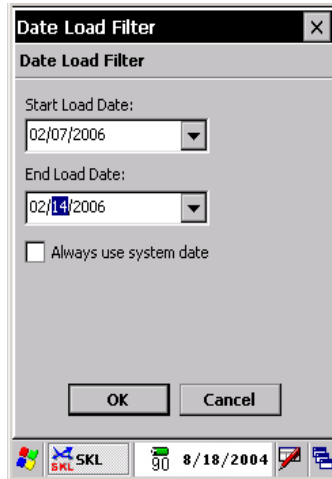 Date Load Filter
Date Load Filter
Start Load Date:
02/07/2006
End Load Date:
02/14/2006
Always use system date
OK Cancel
SKL SKL 90 8/18/2004